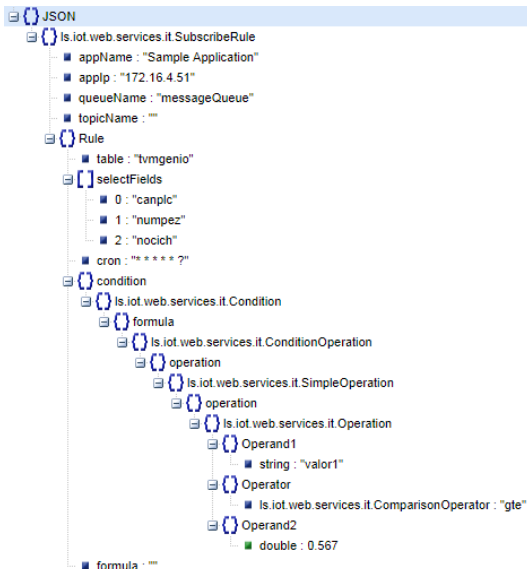 JSON
ls.iot.web.services.it.SubscribeRule
appName : "Sample Application"
appIp : "172.16.4.51"
queueName : "messageQueue"
topicName : ""
Rule
table : "tvmgenio"
selectFields
0 : "canplc"
1 : "numpez"
2 : "nocich"
cron : "* * * * * ?"
condition
ls.iot.web.services.it.Condition
formula
ls.iot.web.services.it.ConditionOperation
operation
ls.iot.web.services.it.SimpleOperation
operation
ls.iot.web.services.it.Operation
Operand1
string : "valor1"
Operator
ls.iot.web.services.it.ComparisonOperator : "gte"
Operand2
double : 0.567
formula : ""